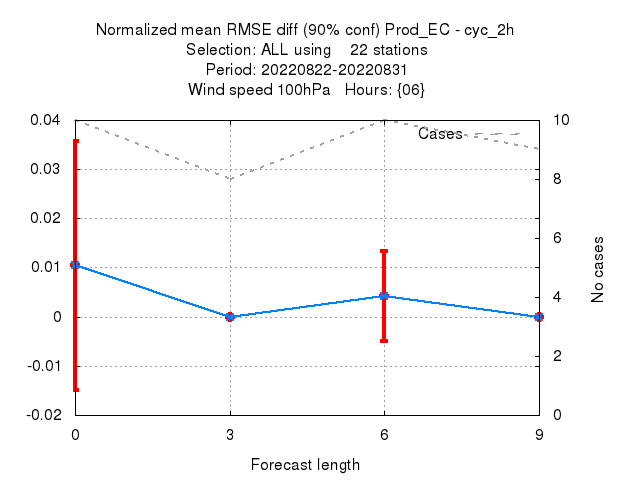 Normalized mean RMSE diff (90% conf) Prod_EC - cyc_2h
Selection: ALL using 22 stations
Period: 20220822-20220831
Wind speed 100hPa Hours: {06}
0.04
0.03
0.02
0.01
0
-0.01
-0.02
Cases
10
8
6
4
2
0
No cases
0 3 6 9
Forecast length